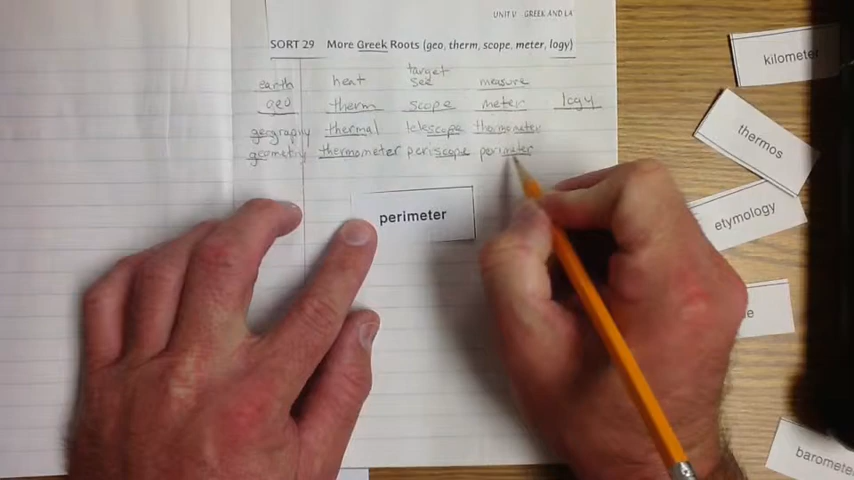 UNIT V GREEK AND LA
SORT 29 More Greek Roots (geo, therm, scope, meter, logy)
earth heat target see measure
geo therm scope meter logy
geography thermal telescope thermometer
geometry thermometer periscope perimeter
perimeter
kilometer
thermos
etymology
e
barometer